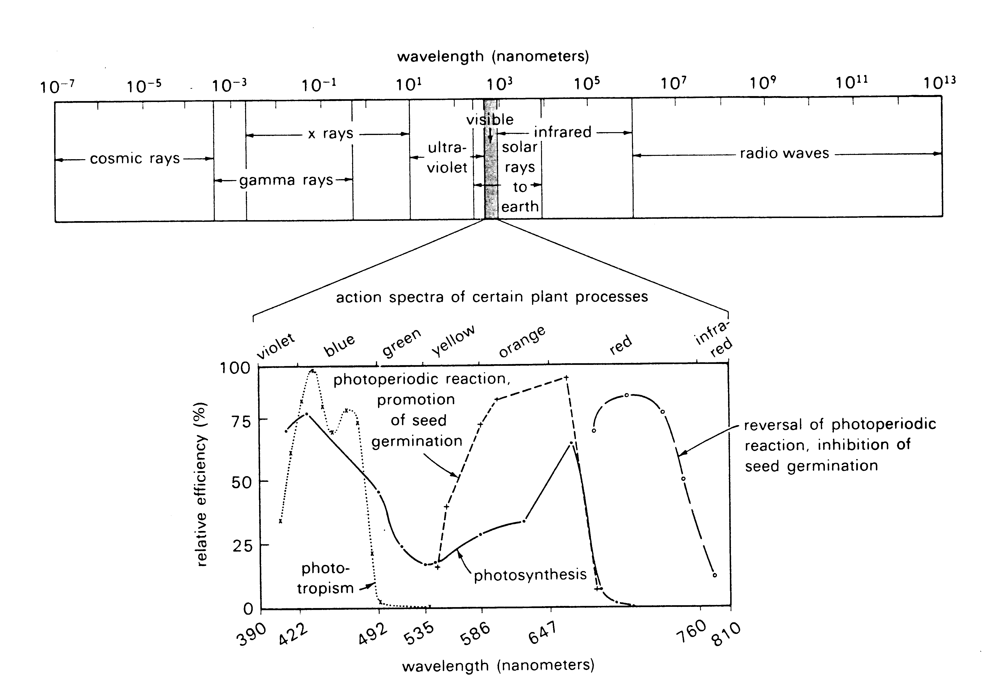 wavelength (nanometers)
10⁻⁷ 10⁻⁵ 10⁻³ 10⁻¹ 10¹ 10³ 10⁵ 10⁷ 10⁹ 10¹¹ 10¹³
visible
x rays
infrared
ultra-
violet
solar
rays
to
earth
cosmic rays
radio waves
gamma rays
action spectra of certain plant processes
violet blue green yellow orange red infra-
red
100
75
50
25
0
relative efficiency (%)
photoperiodic reaction,
promotion
of seed
germination
reversal of photoperiodic
reaction, inhibition of
seed germination
photo-
tropism
photosynthesis
390 422 492 535 586 647 760 810
wavelength (nanometers)